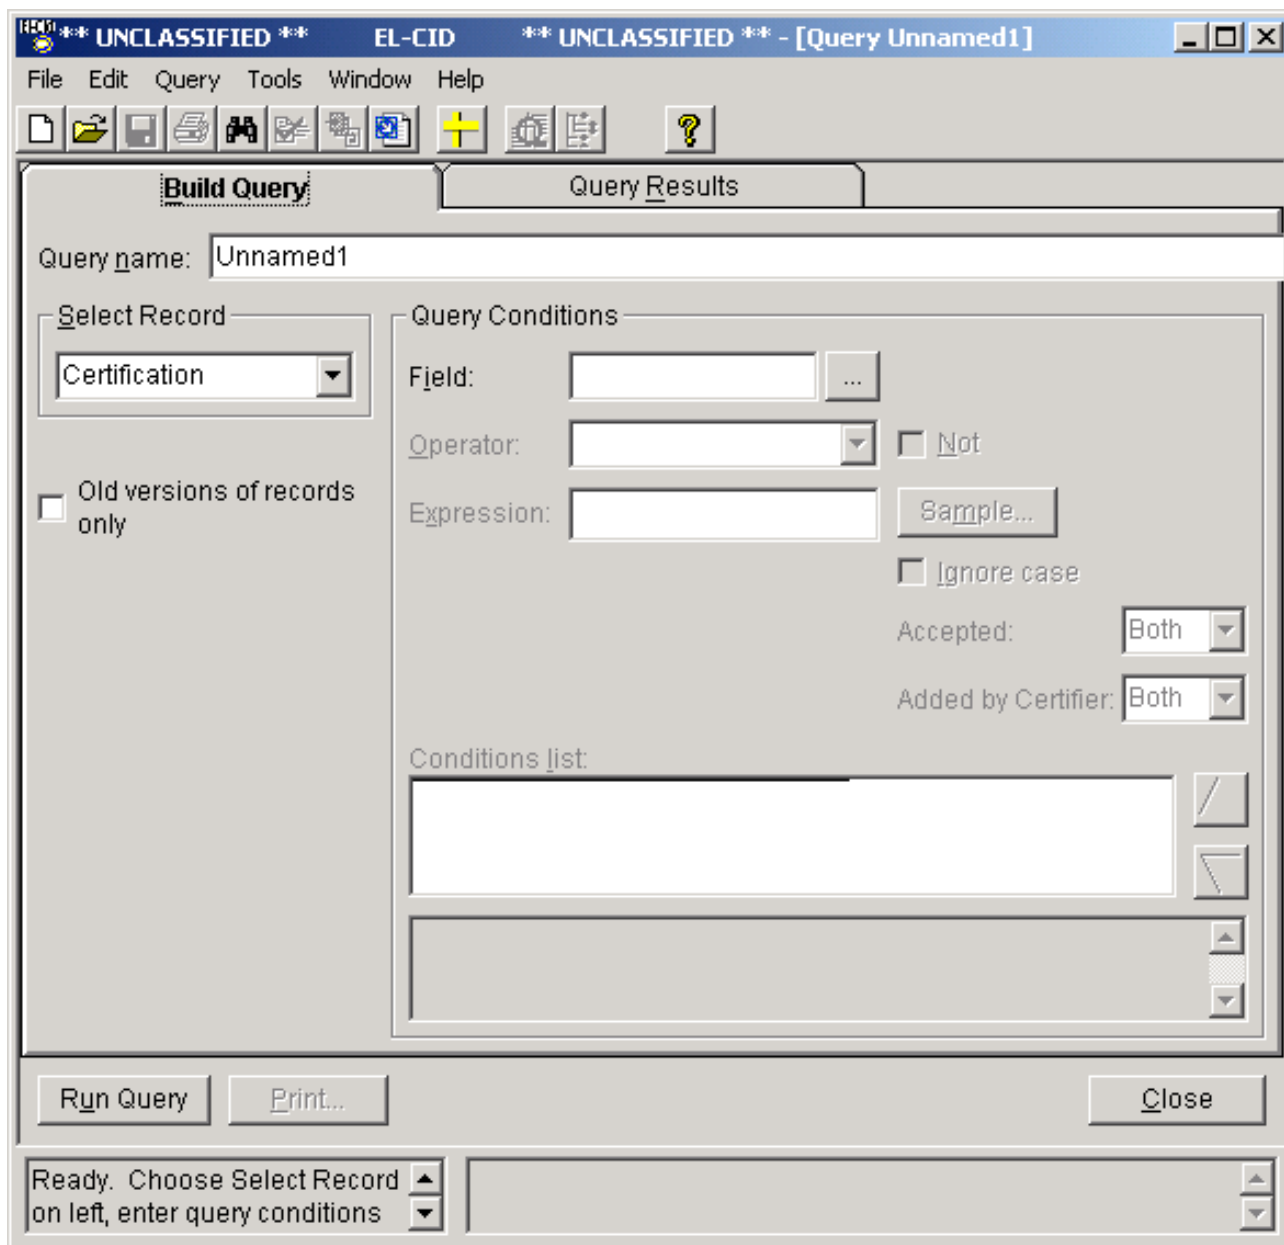 ** UNCLASSIFIED ** EL-CID ** UNCLASSIFIED ** - [Query Unnamed1]
File Edit Query Tools Window Help
Build Query Query Results
Query name: Unnamed1
Select Record
Certification
Old versions of records
only
Query Conditions
Field: ...
Operator: Not
Expression: Sample...
Ignore case
Accepted: Both
Added by Certifier: Both
Conditions list:
Run Query Print... Close
Ready. Choose Select Record
on left, enter query conditions